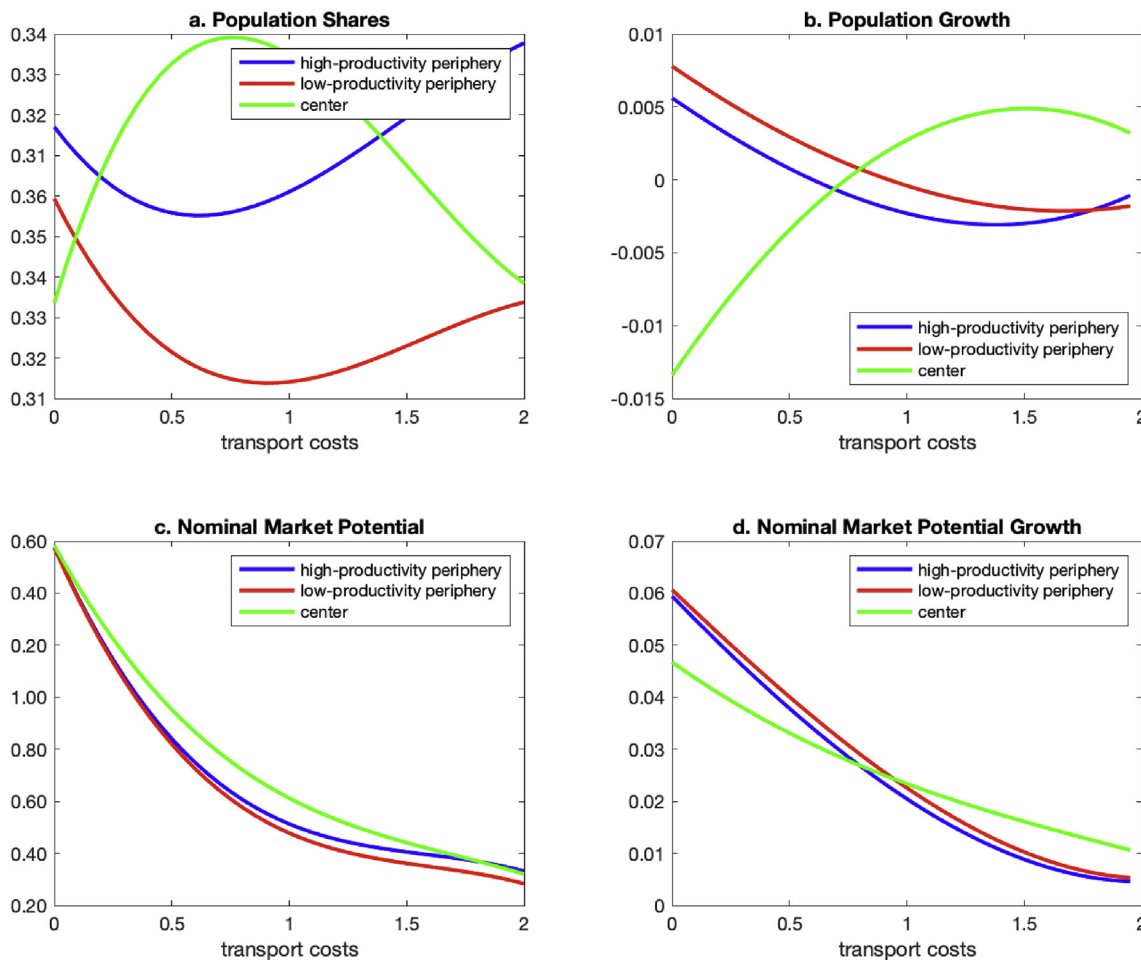 a. Population Shares
0.34
0.33
0.32
0.31
0.36
0.35
0.34
0.33
0.32
0.31
high-productivity periphery
low-productivity periphery
center
0 0.5 1 1.5 2
transport costs
b. Population Growth
0.01
0.005
0
-0.005
-0.01
-0.015
high-productivity periphery
low-productivity periphery
center
0 0.5 1 1.5 2
transport costs
c. Nominal Market Potential
0.60
0.40
0.20
1.00
0.60
0.60
0.40
0.20
high-productivity periphery
low-productivity periphery
center
0 0.5 1 1.5 2
transport costs
d. Nominal Market Potential Growth
0.07
0.06
0.05
0.04
0.03
0.02
0.01
0
high-productivity periphery
low-productivity periphery
center
0 0.5 1 1.5 2
transport costs